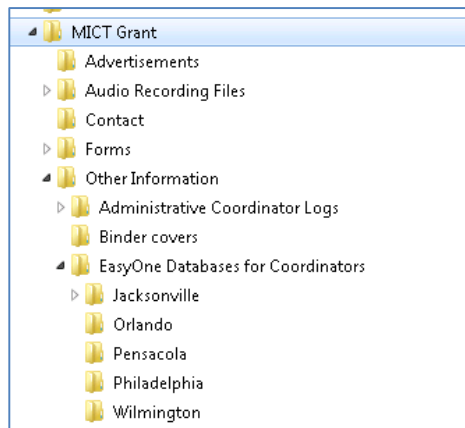 MICT Grant
Advertisements
Audio Recording Files
Contact
Forms
Other Information
Administrative Coordinator Logs
Binder covers
EasyOne Databases for Coordinators
Jacksonville
Orlando
Pensacola
Philadelphia
Wilmington